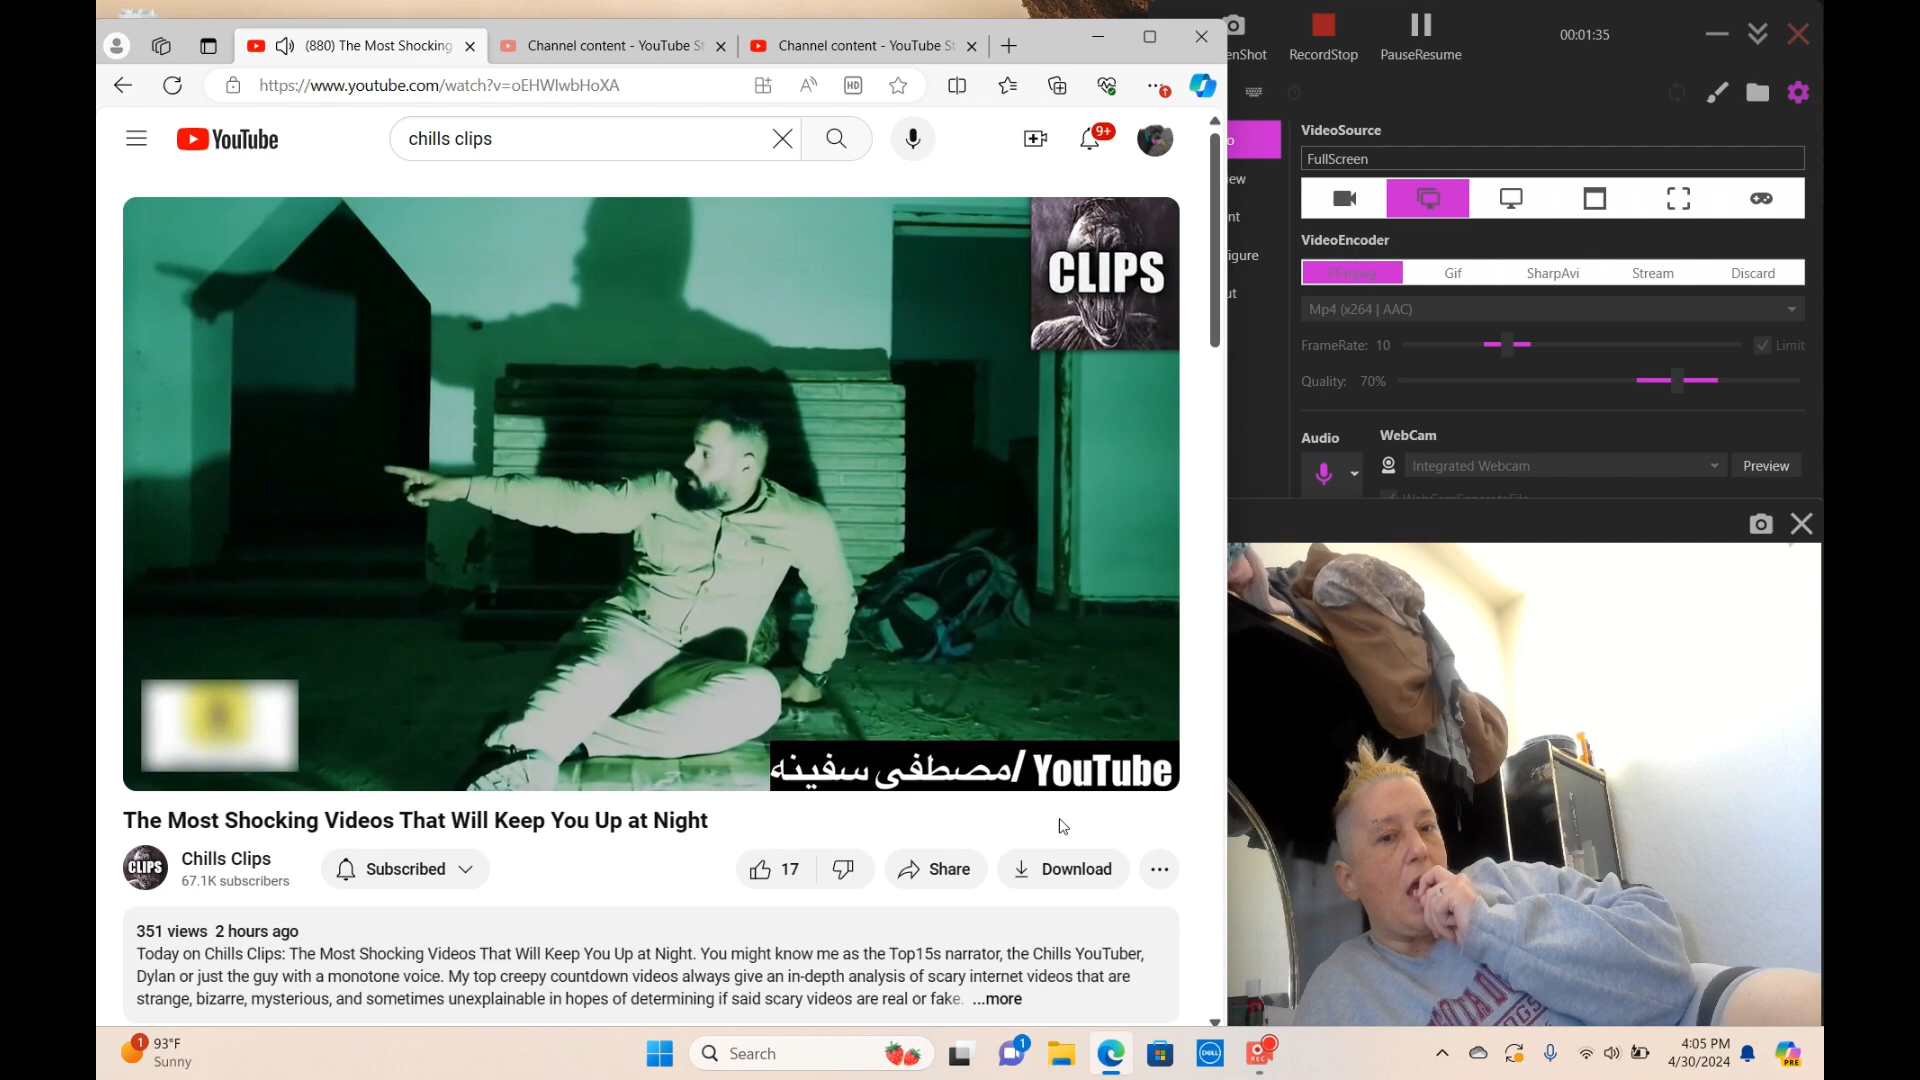 (880) The Most Shocking
Channel content - YouTube St
Channel content - YouTube St
https://www.youtube.com/watch?v=oEHWIwbHoXA
HD
YouTube
chills clips
9+
CLIPS
مصطفى سفينه/ YouTube
The Most Shocking Videos That Will Keep You Up at Night
CLIPS
Chills Clips
67.1K subscribers
Subscribed
17
Share
Download
351 views 2 hours ago
Today on Chills Clips: The Most Shocking Videos That Will Keep You Up at Night. You might know me as the Top15s narrator, the Chills YouTuber,
Dylan or just the guy with a monotone voice. My top creepy countdown videos always give an in-depth analysis of scary internet videos that are
strange, bizarre, mysterious, and sometimes unexplainable in hopes of determining if said scary videos are real or fake. ...more
enShot
RecordStop
PauseResume
00:01:35
o
ew
nt
igure
ut
VideoSource
FullScreen
VideoEncoder
FFmpeg
Gif
SharpAvi
Stream
Discard
Mp4 (x264 | AAC)
FrameRate: 10
Limit
Quality: 70%
Audio
WebCam
Integrated Webcam
Preview
1
93°F
Sunny
Search
1
DELL
REC
PRE
4:05 PM
4/30/2024